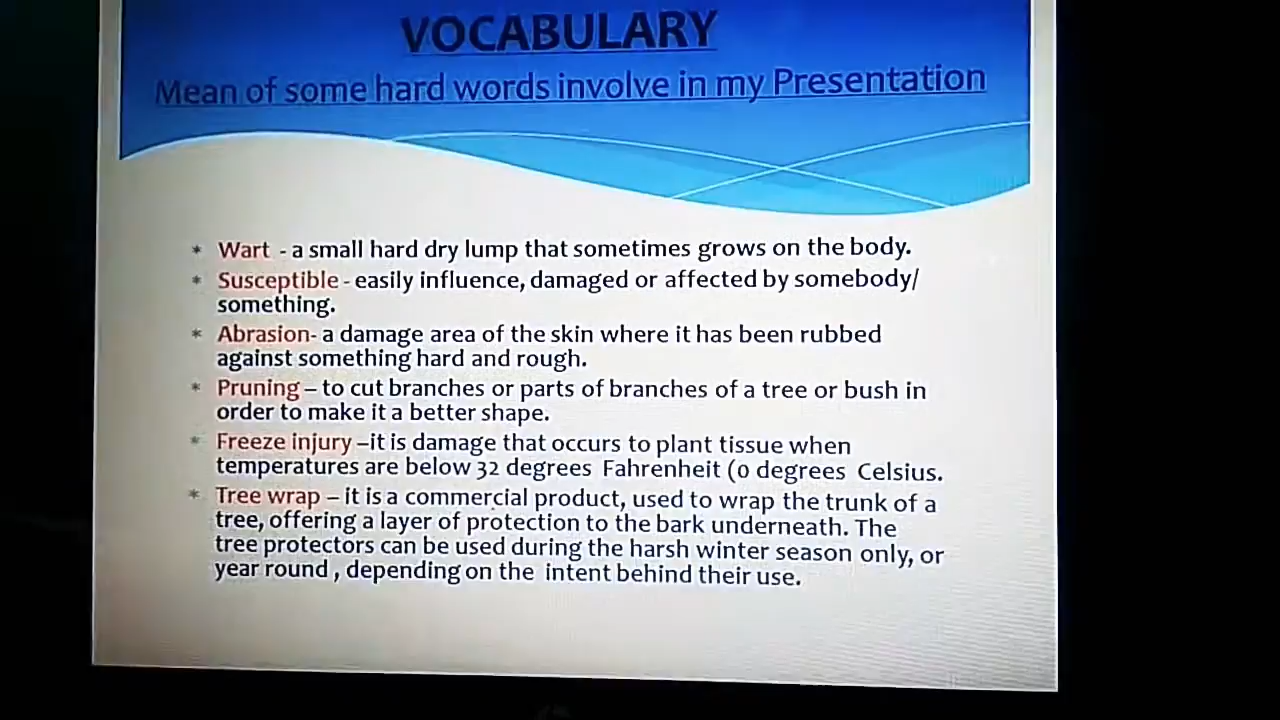 VOCABULARY
Mean of some hard words involve in my Presentation
* Wart - a small hard dry lump that sometimes grows on the body.
* Susceptible - easily influence, damaged or affected by somebody/
something.
* Abrasion- a damage area of the skin where it has been rubbed
against something hard and rough.
* Pruning – to cut branches or parts of branches of a tree or bush in
order to make it a better shape.
* Freeze injury –it is damage that occurs to plant tissue when
temperatures are below 32 degrees Fahrenheit (0 degrees Celsius.
* Tree wrap – it is a commercial product, used to wrap the trunk of a
tree, offering a layer of protection to the bark underneath. The
tree protectors can be used during the harsh winter season only, or
year round , depending on the intent behind their use.